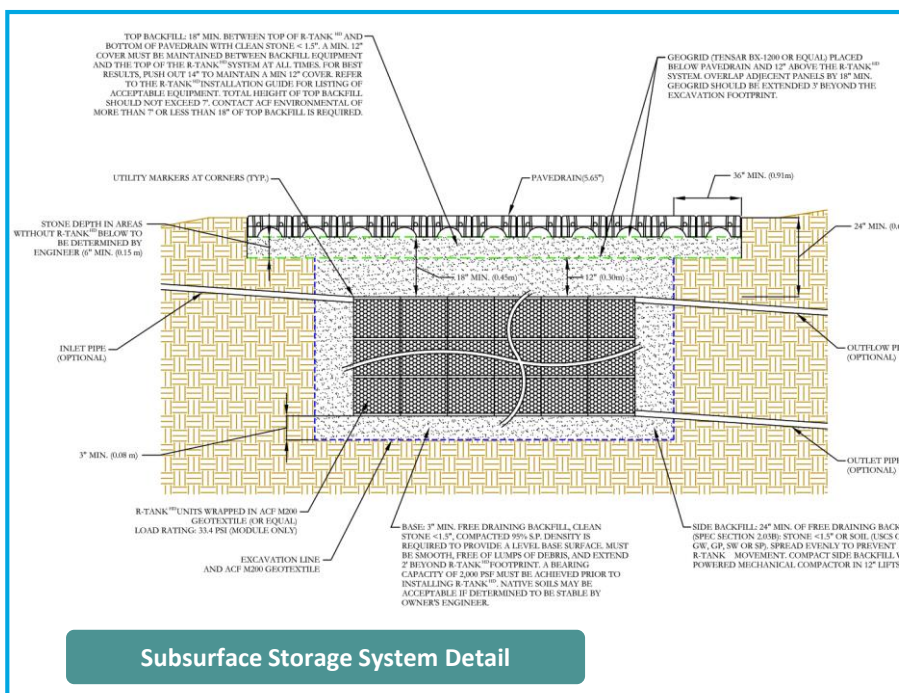 TOP BACKFILL: 18" MIN. BETWEEN TOP OF R-TANK HD AND
BOTTOM OF PAVEDRAIN WITH CLEAN STONE < 1.5". A MIN. 12"
COVER MUST BE MAINTAINED BETWEEN BACKFILL EQUIPMENT
AND THE TOP OF THE R-TANK HD SYSTEM AT ALL TIMES. FOR BEST
RESULTS, PUSH OUT 14" TO MAINTAIN A MIN 12" COVER. REFER
TO THE R-TANK HD INSTALLATION GUIDE FOR LISTING OF
ACCEPTABLE EQUIPMENT. TOTAL HEIGHT OF TOP BACKFILL
SHOULD NOT EXCEED 7'. CONTACT ACF ENVIRONMENTAL OF
MORE THAN 7' OR LESS THAN 18" OF TOP BACKFILL IS REQUIRED.
GEOGRID (TENSAR BX-1200 OR EQUAL) PLACED
BELOW PAVEDRAIN AND 12" ABOVE THE R-TANK HD
SYSTEM. OVERLAP ADJECENT PANELS BY 18" MIN.
GEOGRID SHOULD BE EXTENDED 3' BEYOND THE
EXCAVATION FOOTPRINT.
UTILITY MARKERS AT CORNERS (TYP.)
PAVEDRAIN(5.65")
36" MIN. (0.91m)
STONE DEPTH IN AREAS
WITHOUT R-TANK HD BELOW TO
BE DETERMINED BY
ENGINEER (6" MIN. (0.15 m)
24" MIN. (0.6
18" MIN. (0.45m)
12" (0.30m)
INLET PIPE
(OPTIONAL)
OUTFLOW PI
(OPTIONAL)
3" MIN. (0.08 m)
OUTLET PIPE
(OPTIONAL)
R-TANK HD UNITS WRAPPED IN ACF M200
GEOTEXTILE (OR EQUAL)
LOAD RATING: 33.4 PSI (MODULE ONLY)
EXCAVATION LINE
AND ACF M200 GEOTEXTILE
BASE: 3" MIN. FREE DRAINING BACKFILL, CLEAN
STONE <1.5", COMPACTED 95% S.P. DENSITY IS
REQUIRED TO PROVIDE A LEVEL BASE SURFACE. MUST
BE SMOOTH, FREE OF LUMPS OF DEBRIS, AND EXTEND
2' BEYOND R-TANK HD FOOTPRINT. A BEARING
CAPACITY OF 2,000 PSF MUST BE ACHIEVED PRIOR TO
INSTALLING R-TANK HD. NATIVE SOILS MAY BE
ACCEPTABLE IF DETERMINED TO BE STABLE BY
OWNER'S ENGINEER.
SIDE BACKFILL: 24" MIN. OF FREE DRAINING BACK
(SPEC SECTION 2.03B): STONE <1.5" OR SOIL (USCS
GW, GP, SW OR SP). SPREAD EVENLY TO PREVENT
R-TANK MOVEMENT. COMPACT SIDE BACKFILL W
POWERED MECHANICAL COMPACTOR IN 12" LIFTS
Subsurface Storage System Detail